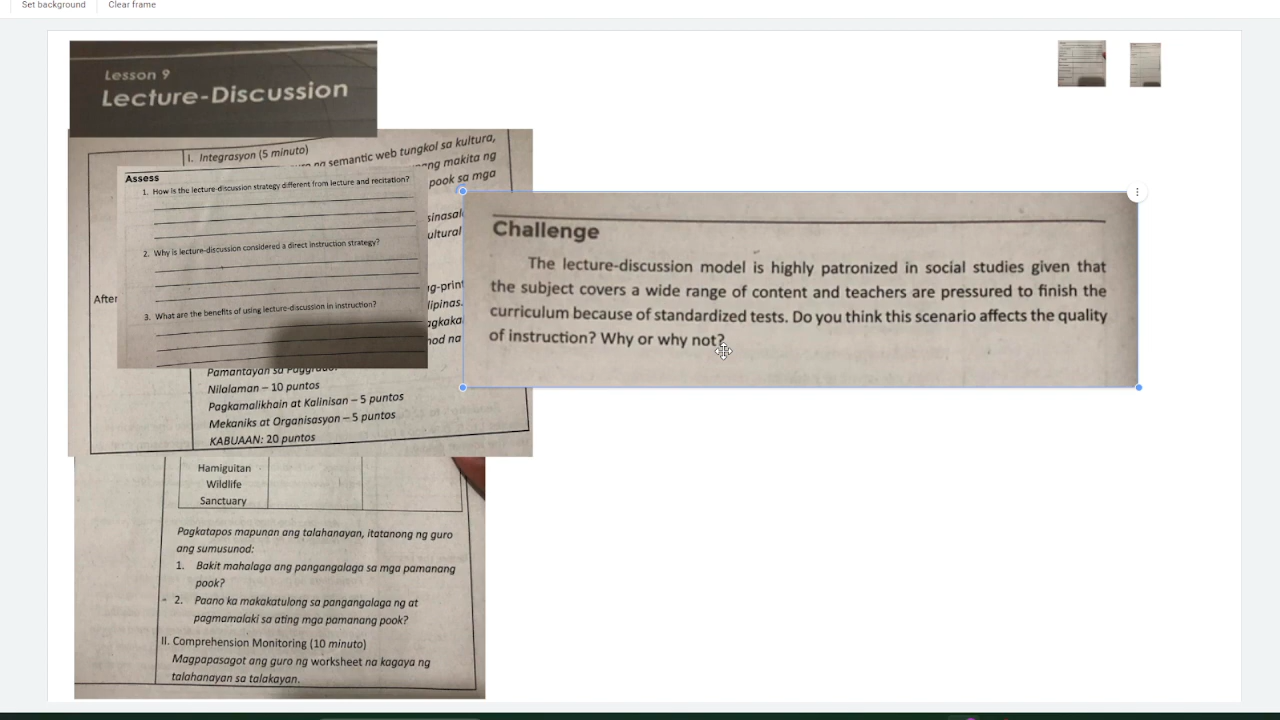 Set background
Clear frame
Lesson 9
Lecture-Discussion
I. Integrasyon (5 minuto)
na semantic web tungkol sa kultura,
makita ng
pook sa mga
Assess
1. How is the lecture-discussion strategy different from lecture and recitation?
2. Why is lecture-discussion considered a direct instruction strategy?
3. What are the benefits of using lecture-discussion in instruction?
After
Pamantayan sa
Nilalaman – 10 puntos
Pagkamalikhain at Kalinisan – 5 puntos
Mekaniks at Organisasyon – 5 puntos
KABUAN: 20 puntos
Hamiguitan
Wildlife
Sanctuary
Pagkatapos mapunan ang talahanayan, itatanong ng guro
ang sumusunod:
1. Bakit mahalaga ang pangangalaga sa mga pamanang
pook?
2. Paano ka makakatulong sa pangangalaga ng at
pagmamalaki sa ating mga pamanang pook?
II. Comprehension Monitoring (10 minuto)
Magpapasagot ang guro ng worksheet na kagaya ng
talahanayan sa talakayan.
Challenge
The lecture-discussion model is highly patronized in social studies given that
the subject covers a wide range of content and teachers are pressured to finish the
curriculum because of standardized tests. Do you think this scenario affects the quality
of instruction? Why or why not?